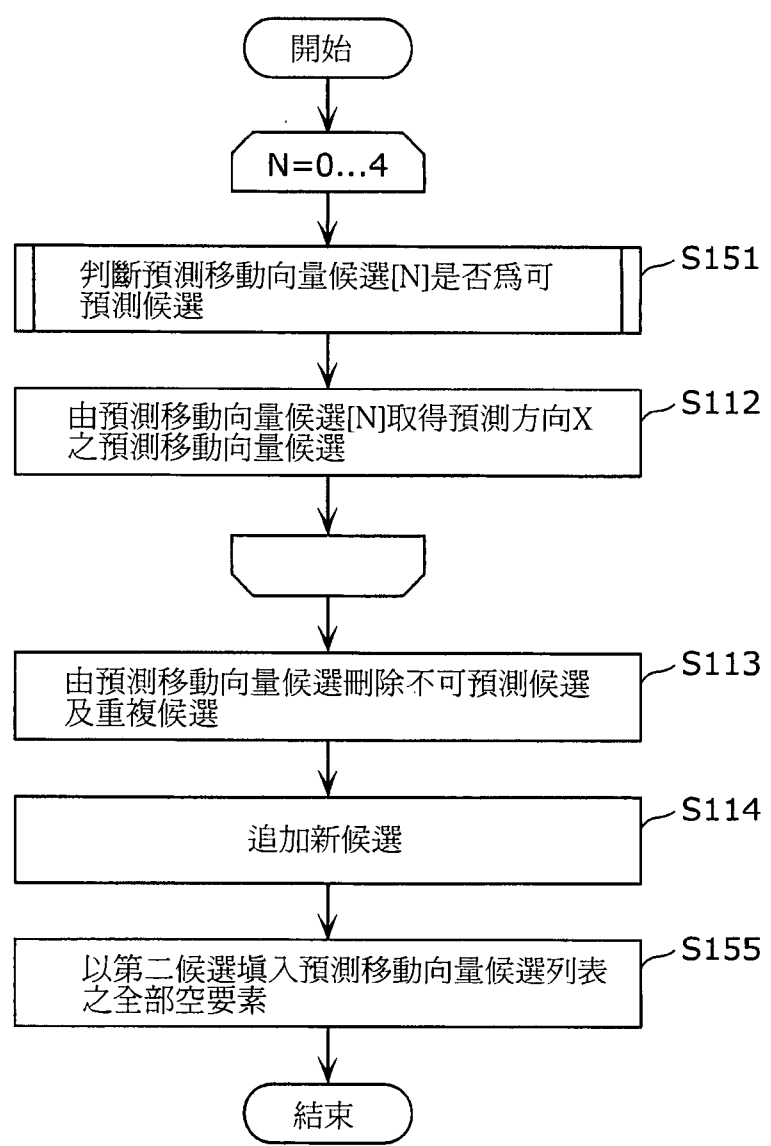 開始
N=0...4
判斷預測移動向量候選[N]是否爲可
預測候選
S151
由預測移動向量候選[N]取得預測方向X
之預測移動向量候選
S112
由預測移動向量候選刪除不可預測候選
及重複候選
S113
追加新候選
S114
以第二候選塡入預測移動向量候選列表
之全部空要素
S155
結束